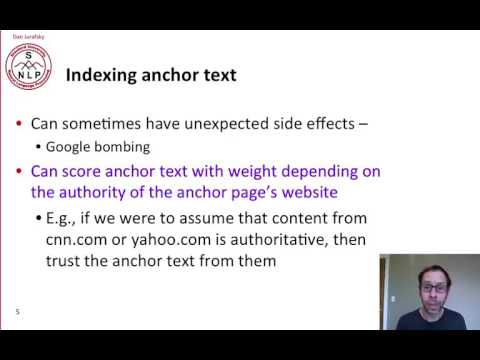 Dan Jurafsky
S
NLP
Indexing anchor text
• Can sometimes have unexpected side effects –
• Google bombing
• Can score anchor text with weight depending on
the authority of the anchor page's website
• E.g., if we were to assume that content from
cnn.com or yahoo.com is authoritative, then
trust the anchor text from them
5